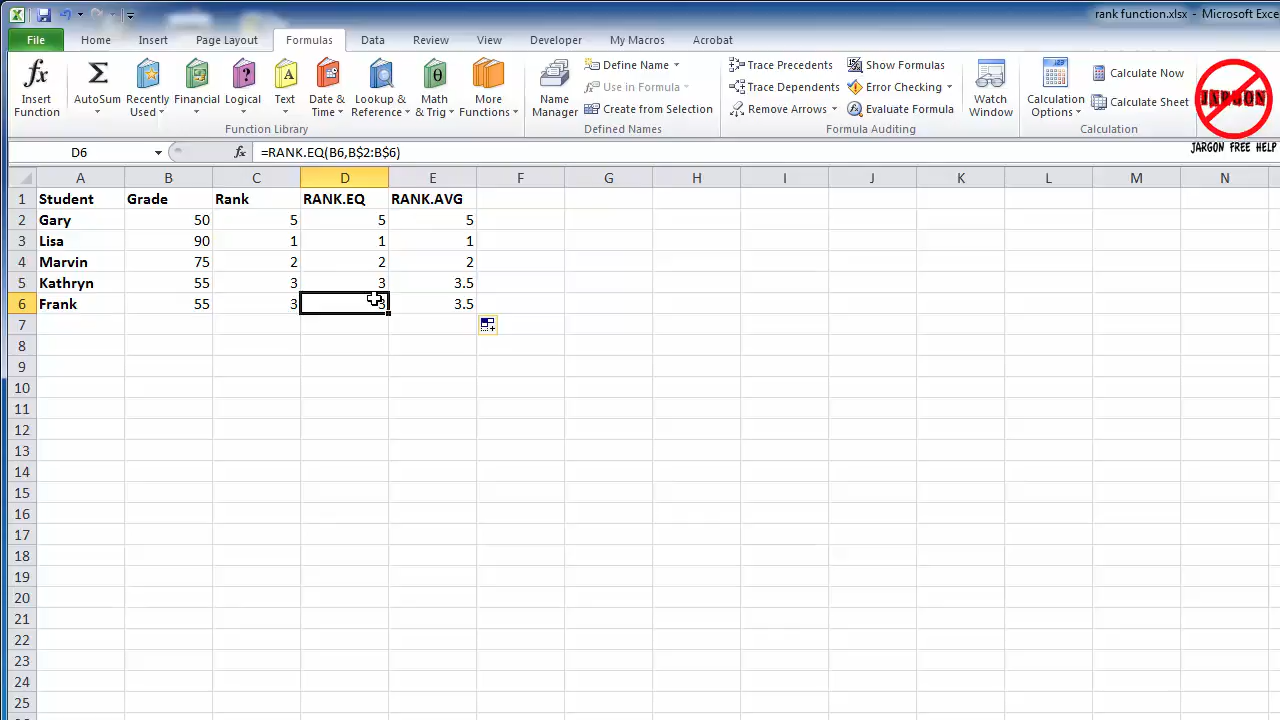 rank function.xlsx - Microsoft Exce
File Home Insert Page Layout Formulas Data Review View Developer My Macros Acrobat
fx Insert Function
Σ AutoSum
Recently Used
Financial
Logical
A Text
Date & Time
Lookup & Reference
θ Math & Trig
More Functions
Function Library
Name Manager
Define Name
Use in Formula
Create from Selection
Defined Names
Trace Precedents
Trace Dependents
Remove Arrows
Show Formulas
Error Checking
Evaluate Formula
Watch Window
Formula Auditing
Calculation Options
Calculate Now
Calculate Sheet
Calculation
JARGON
JARGON FREE HELP
D6 fx =RANK.EQ(B6,B$2:B$6)
A B C D E F G H I J K L M N
1 Student Grade Rank RANK.EQ RANK.AVG
2 Gary 50 5 5 5
3 Lisa 90 1 1 1
4 Marvin 75 2 2 2
5 Kathryn 55 3 3 3.5
6 Frank 55 3 3 3.5
7
8
9
10
11
12
13
14
15
16
17
18
19
20
21
22
23
24
25